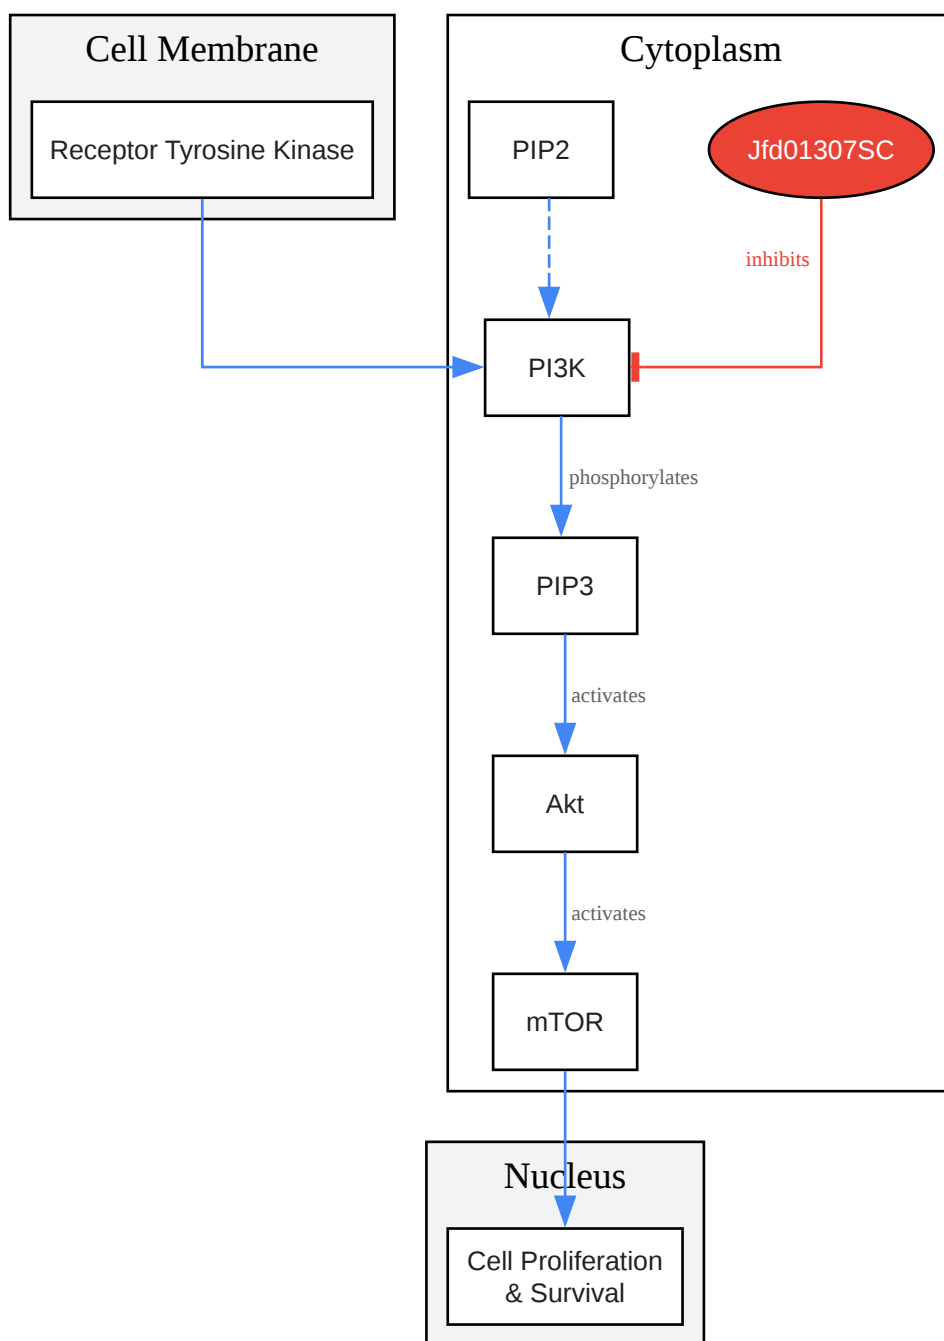 Cell Membrane
Cytoplasm
Receptor Tyrosine Kinase
PIP2
Jfd01307SC
inhibits
PI3K
phosphorylates
PIP3
activates
Akt
activates
mTOR
Nucleus
Cell Proliferation
& Survival